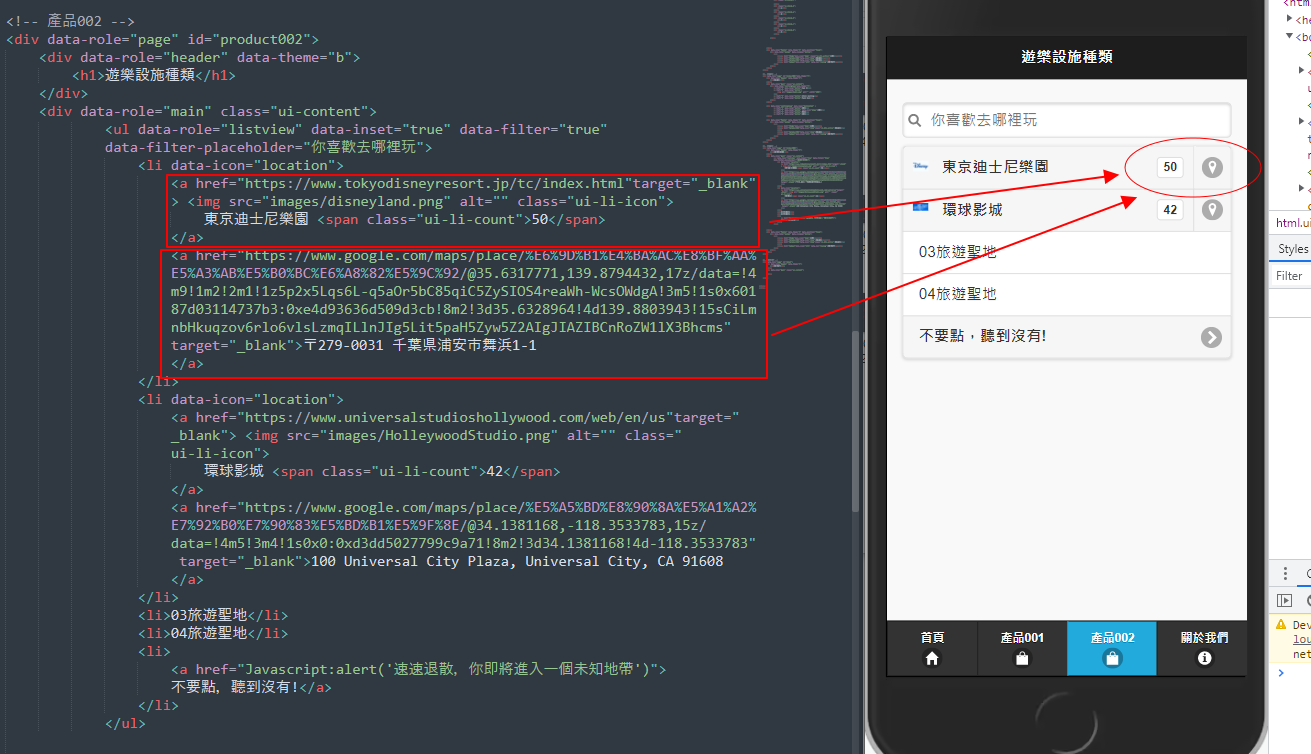 <!-- 產品002 -->
<div data-role="page" id="product002">
<div data-role="header" data-theme="b">
<h1>遊樂設施種類</h1>
</div>
<div data-role="main" class="ui-content">
<ul data-role="listview" data-inset="true" data-filter="true"
data-filter-placeholder="你喜歡去哪裡玩">
<li data-icon="location">
<a href="https://www.tokyodisneyresort.jp/tc/index.html"target="_blank"
> <img src="images/disneyland.png" alt="" class="ui-li-icon">
東京迪士尼樂園 <span class="ui-li-count">50</span>
</a>
<a href="https://www.google.com/maps/place/%E6%9D%B1%E4%BA%AC%E8%BF%AA%
E5%A3%AB%E5%B0%BC%E6%A8%82%E5%9C%92/@35.6317771,139.8794432,17z/data=!4
m9!1m2!2m1!1z5p2x5Lqs6L-q5aOr5bC85qiC5ZySIOS4reaWh-WcsOWdgA!3m5!1s0x601
87d03114737b3:0xe4d93636d509d3cb!8m2!3d35.6328964!4d139.8803943!15sCiLm
nbHkuqzov6rlo6vlsLzmqILlnJIg5Lit5paH5Zyw5Z2AIgJIAZIBCnRoZW1lX3Bhcms"
target="_blank">〒279-0031 千葉県浦安市舞浜1-1
</a>
</li>
<li data-icon="location">
<a href="https://www.universalstudioshollywood.com/web/en/us"target="
_blank"> <img src="images/HolleywoodStudio.png" alt="" class="
ui-li-icon">
環球影城 <span class="ui-li-count">42</span>
</a>
<a href="https://www.google.com/maps/place/%E5%A5%BD%E8%90%8A%E5%A1%A2%
E7%92%B0%E7%90%83%E5%BD%B1%E5%9F%8E/@34.1381168,-118.3533783,15z/
data=!4m5!3m4!1s0x0:0xd3dd5027799c9a71!8m2!3d34.1381168!4d-118.3533783"
target="_blank">100 Universal City Plaza, Universal City, CA 91608
</a>
</li>
<li>03旅遊聖地</li>
<li>04旅遊聖地</li>
<li>
<a href="Javascript:alert('速速退散, 你即將進入一個未知地帶')">
不要點, 聽到沒有!</a>
</li>
</ul>
遊樂設施種類
你喜歡去哪裡玩
東京迪士尼樂園 50
環球影城 42
03旅遊聖地
04旅遊聖地
不要點，聽到沒有!
首頁 產品001 產品002 關於我們
html.ui
Styles
Filter
Dev
lou
net